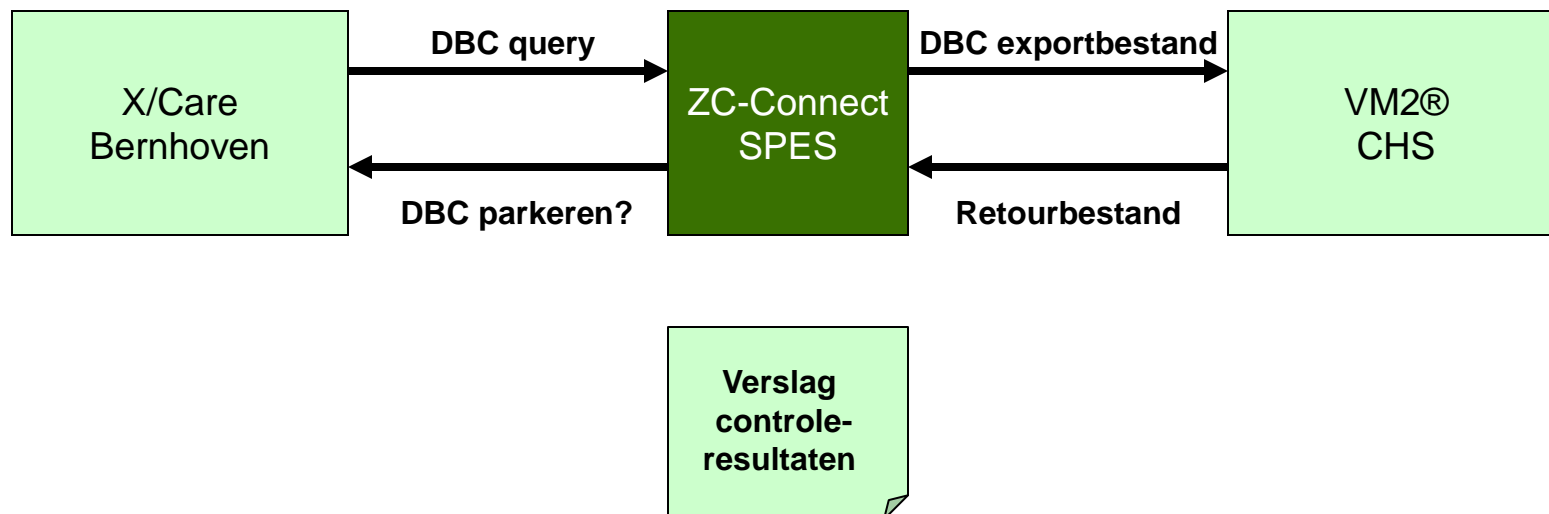 DBC query
DBC exportbestand
X/Care
Bernhoven
ZC-Connect
SPES
VM2®
CHS
DBC parkeren?
Retourbestand
Verslag
controle-
resultaten